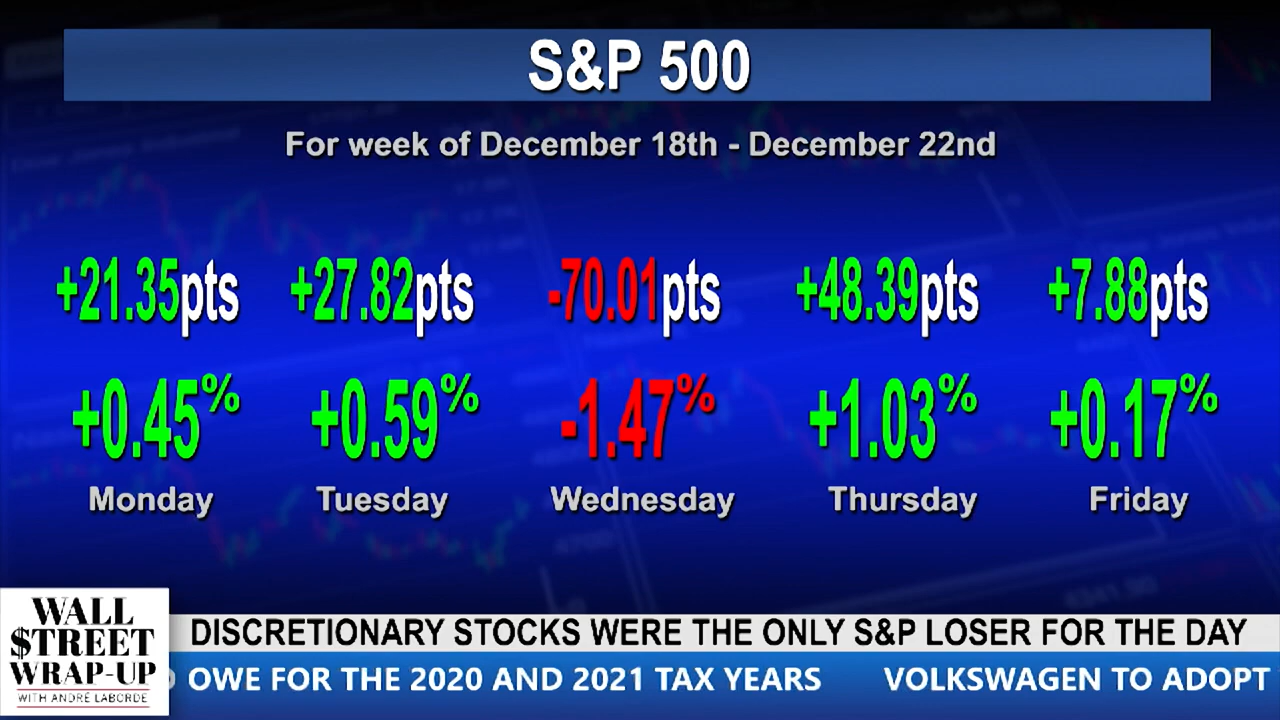 S&P 500
For week of December 18th - December 22nd
+21.35pts +27.82pts -70.01pts +48.39pts +7.88pts
+0.45% +0.59% -1.47% +1.03% +0.17%
Monday Tuesday Wednesday Thursday Friday
WALL
$TREET
WRAP-UP
WITH ANDRÉ LABORDE
DISCRETIONARY STOCKS WERE THE ONLY S&P LOSER FOR THE DAY
OWE FOR THE 2020 AND 2021 TAX YEARS VOLKSWAGEN TO ADOPT